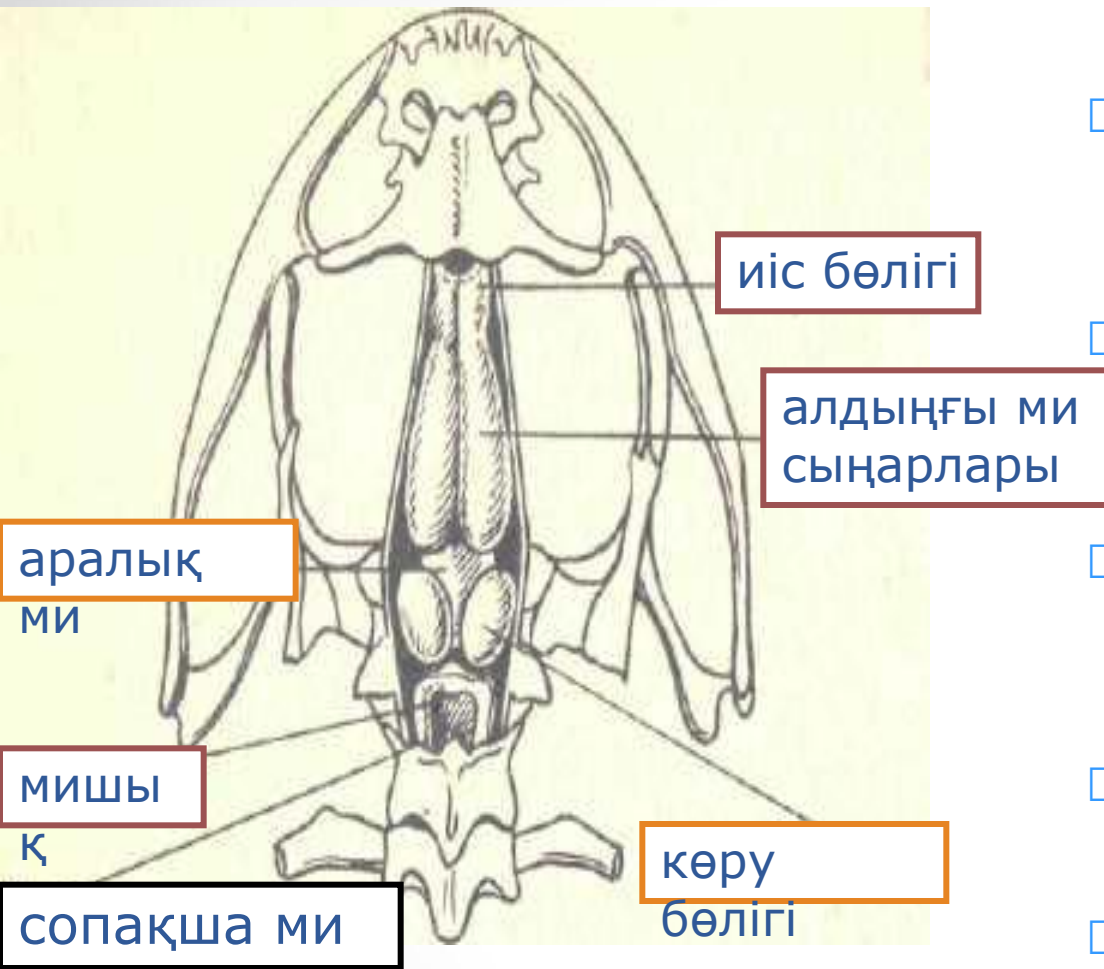 иіс бөлігі
алдыңғы ми
сыңарлары
аралық
ми
мишы
қ
көру
бөлігі
сопақша ми